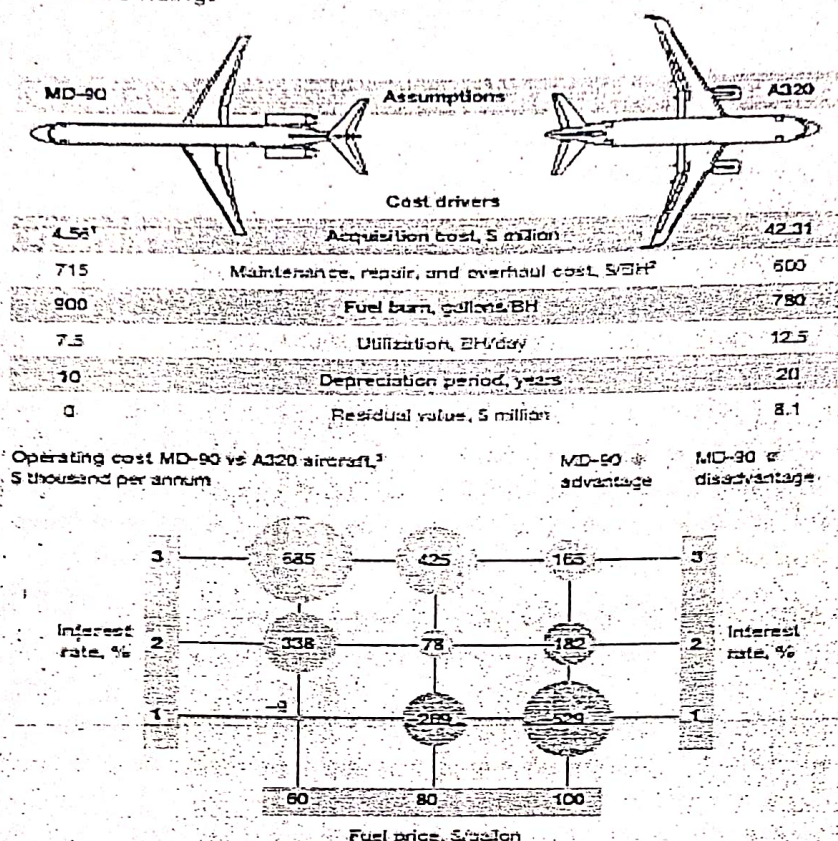 MD-90 Assumptions A320
Cost drivers
4.56¹ Acquisition cost, $ million 42.31
715 Maintenance, repair, and overhaul cost, $/BH² 600
900 Fuel burn, gallons/BH 780
7.5 Utilization, BH/day 12.5
10 Depreciation period, years 20
0 Residual value, $ million 8.1
Operating cost MD-90 vs A320 aircraft,³
$ thousand per annum
MD-90
advantage
MD-90
disadvantage
3 685 425 165 3
Interest
rate, %
2 338 78 182 2
Interest
rate, %
1 269 529 1
60 80 100
Fuel price, $/gallon